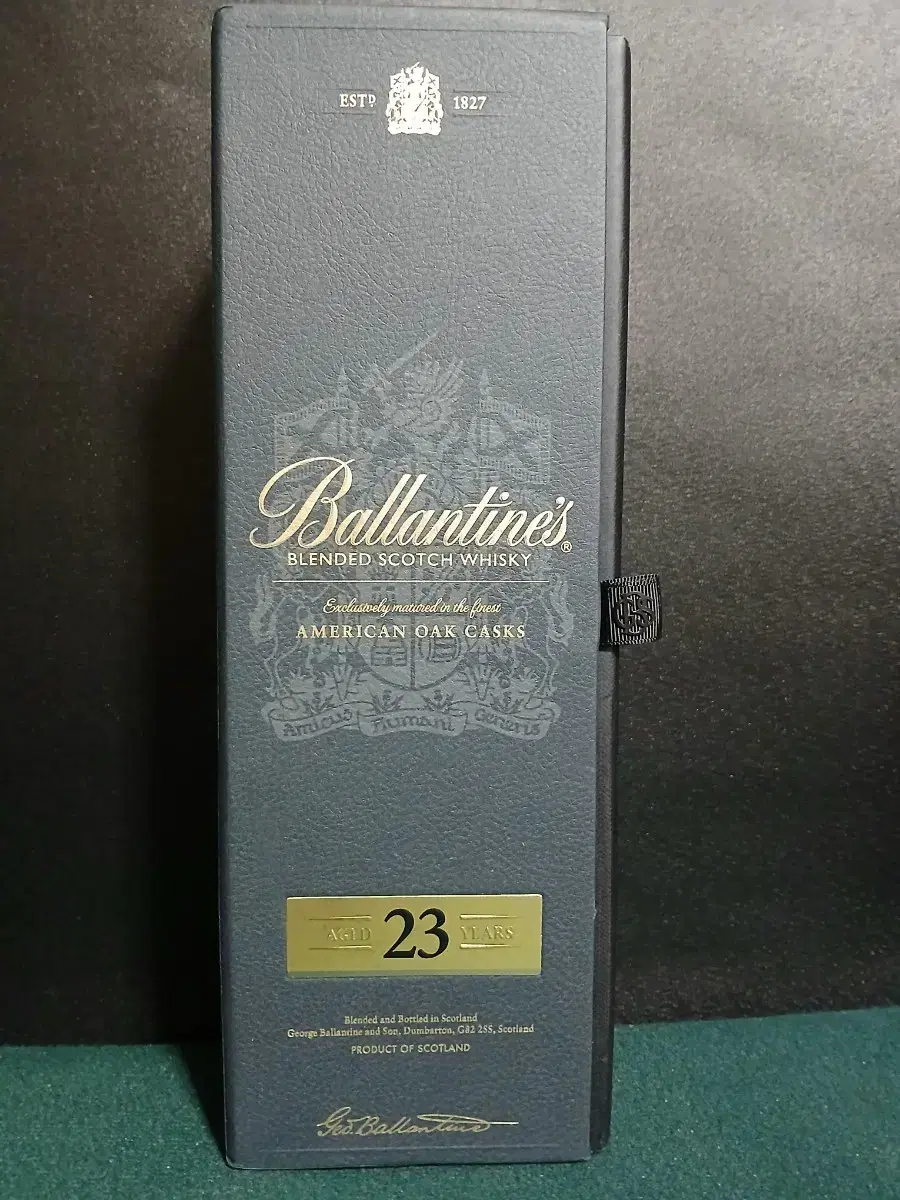 ESTD 1827
Ballantine's®
BLENDED SCOTCH WHISKY
Exclusively matured in the finest
AMERICAN OAK CASKS
Amicus Humani Generis
AGED 23 YEARS
Blended and Bottled in Scotland
George Ballantine and Son, Dumbarton, G82 2SS, Scotland
PRODUCT OF SCOTLAND
Geo. Ballantine